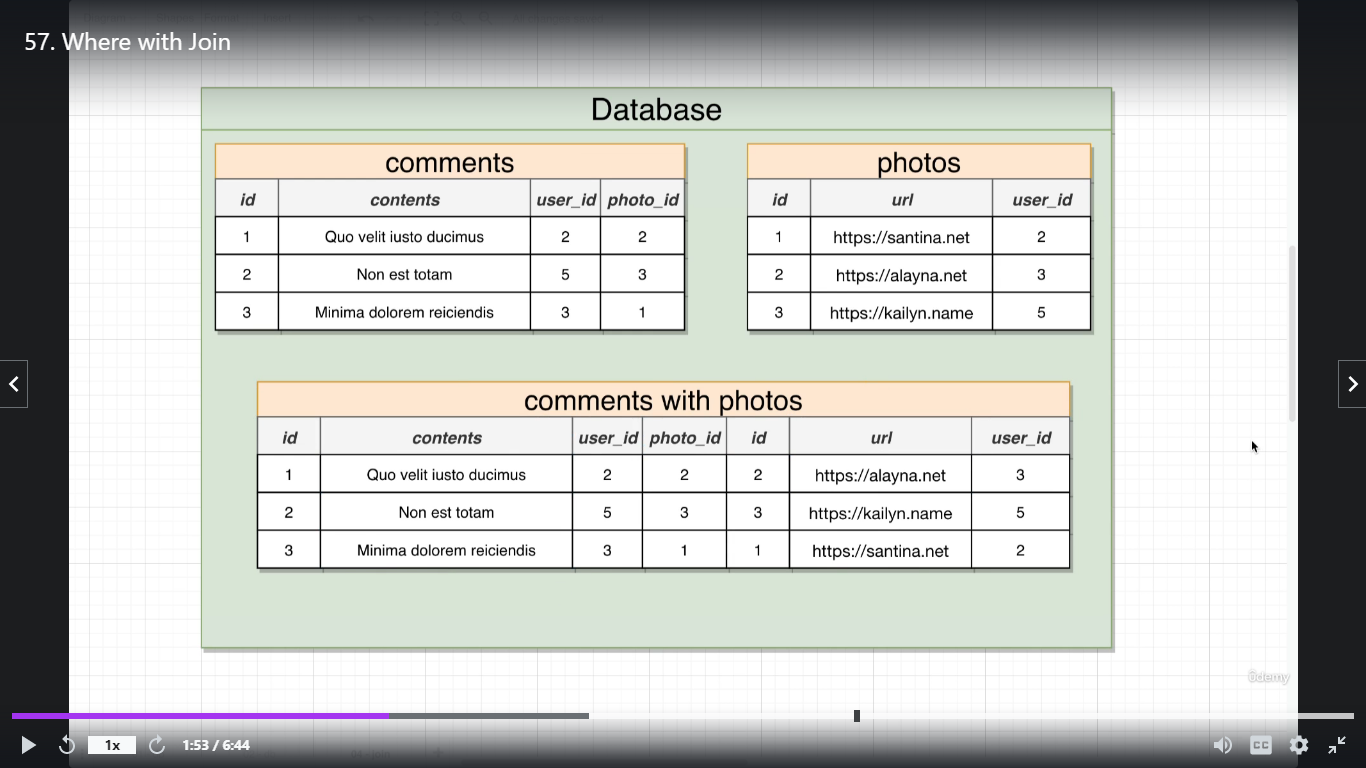 57. Where with Join
Database
comments
id contents user_id photo_id
1 Quo velit iusto ducimus 2 2
2 Non est totam 5 3
3 Minima dolorem reiciendis 3 1
photos
id url user_id
1 https://santina.net 2
2 https://alayna.net 3
3 https://kailyn.name 5
comments with photos
id contents user_id photo_id id url user_id
1 Quo velit iusto ducimus 2 2 2 https://alayna.net 3
2 Non est totam 5 3 3 https://kailyn.name 5
3 Minima dolorem reiciendis 3 1 1 https://santina.net 2
ûdemy
1x 1:53 / 6:44 CC